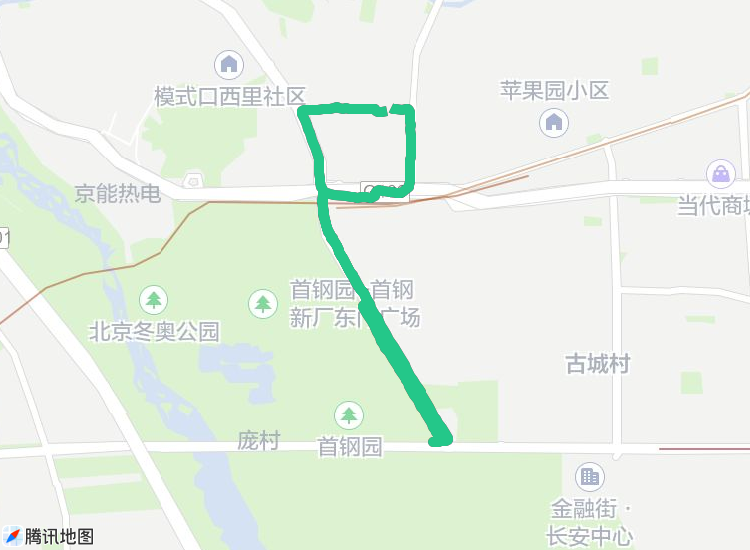 模式口西里社区
苹果园小区
京能热电
当代商城
01
首钢园-首钢
新厂东门广场
北京冬奥公园
古城村
庞村
首钢园
金融街·
长安中心
腾讯地图